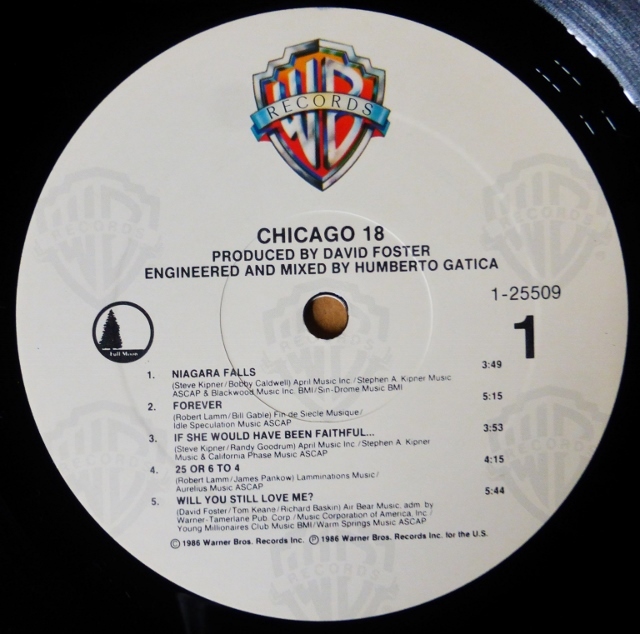 WB
RECORDS
CHICAGO 18
PRODUCED BY DAVID FOSTER
ENGINEERED AND MIXED BY HUMBERTO GATICA
1-25509
1
Full Moon
1. NIAGARA FALLS 3:49
(Steve Kipner/Bobby Caldwell) April Music Inc./Stephen A. Kipner Music
ASCAP & Blackwood Music Inc. BMI/Sin-Drome Music BMI
2. FOREVER 5:15
(Robert Lamm/Bill Gable) Fin de Siecle Musique/
Idle Speculation Music ASCAP
3. IF SHE WOULD HAVE BEEN FAITHFUL... 3:53
(Steve Kipner/Randy Goodrum) April Music Inc./Stephen A. Kipner
Music & California Phase Music ASCAP
4. 25 OR 6 TO 4 4:15
(Robert Lamm/James Pankow) Lamminations Music/
Aurelius Music ASCAP
5. WILL YOU STILL LOVE ME? 5:44
(David Foster/Tom Keane/Richard Baskin) Air Bear Music, adm. by
Warner-Tamerlane Pub. Corp./Music Corporation of America, Inc./
Young Millionaires Club Music BMI/Warm Springs Music ASCAP
© 1986 Warner Bros. Records Inc. ℗ 1986 Warner Bros. Records Inc. for the U.S.